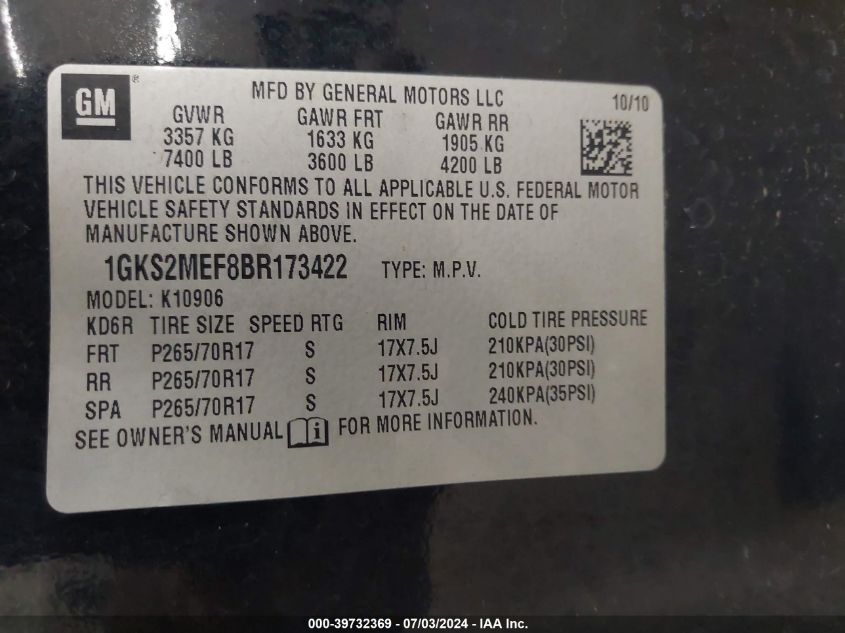 GM ®
MFD BY GENERAL MOTORS LLC 10/10
GVWR GAWR FRT GAWR RR
3357 KG 1633 KG 1905 KG
7400 LB 3600 LB 4200 LB
THIS VEHICLE CONFORMS TO ALL APPLICABLE U.S. FEDERAL MOTOR
VEHICLE SAFETY STANDARDS IN EFFECT ON THE DATE OF
MANUFACTURE SHOWN ABOVE.
1GKS2MEF8BR173422 TYPE: M.P.V.
MODEL: K10906
KD6R TIRE SIZE SPEED RTG RIM COLD TIRE PRESSURE
FRT P265/70R17 S 17X7.5J 210KPA(30PSI)
RR P265/70R17 S 17X7.5J 210KPA(30PSI)
SPA P265/70R17 S 17X7.5J 240KPA(35PSI)
SEE OWNER'S MANUAL i FOR MORE INFORMATION.
000-39732369 | 07/03/2024 | IAA Inc.